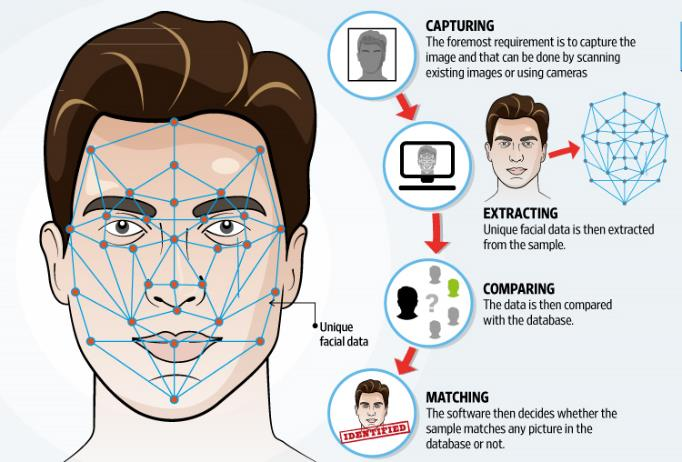 CAPTURING
The foremost requirement is to capture the
image and that can be done by scanning
existing images or using cameras
EXTRACTING
Unique facial data is then extracted
from the sample.
COMPARING
The data is then compared
with the database.
?
Unique
facial data
MATCHING
The software then decides whether the
sample matches any picture in the
database or not.
IDENTIFIED